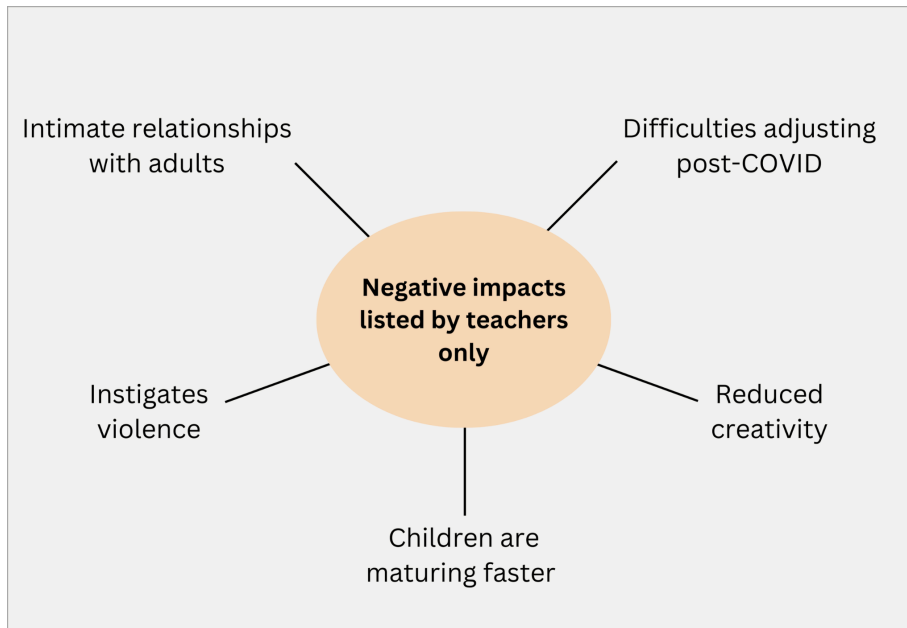 Intimate relationships
with adults
Difficulties adjusting
post-COVID
Negative impacts
listed by teachers
only
Instigates
violence
Reduced
creativity
Children are
maturing faster